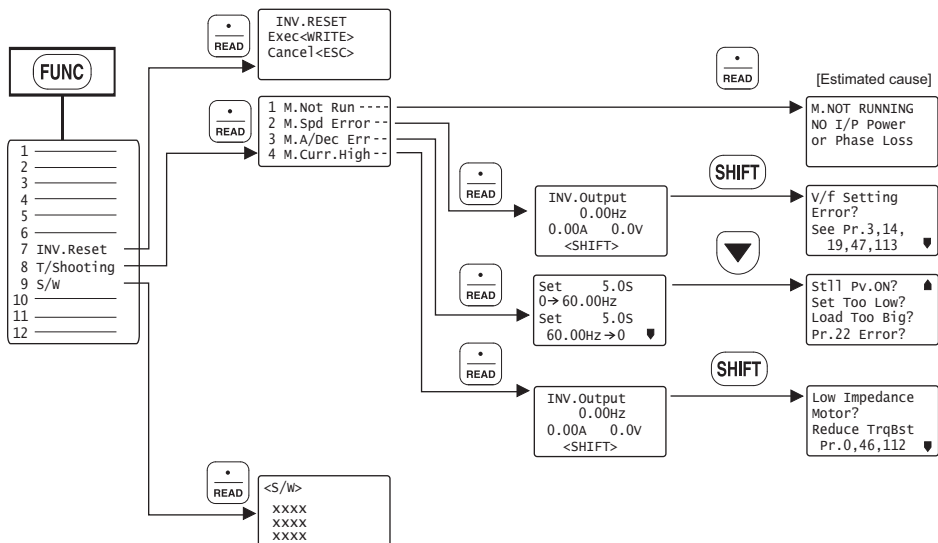 FUNC
1
2
3
4
5
6
7 INV.Reset
8 T/Shooting
9 S/W
10
11
12
READ
INV.RESET
Exec<WRITE>
Cancel<ESC>
READ
1 M.Not Run ----
2 M.Spd Error--
3 M.A/Dec Err--
4 M.Curr.High--
READ
[Estimated cause]
M.NOT RUNNING
NO I/P Power
or Phase Loss
READ
INV.Output
0.00Hz
0.00A 0.0V
<SHIFT>
SHIFT
V/f Setting
Error?
See Pr.3,14,
19,47,113
READ
Set 5.0S
0→60.00Hz
Set 5.0S
60.00Hz→0
Stll Pv.ON?
Set Too Low?
Load Too Big?
Pr.22 Error?
READ
INV.Output
0.00Hz
0.00A 0.0V
<SHIFT>
SHIFT
Low Impedance
Motor?
Reduce TrqBst
Pr.0,46,112
READ
<S/W>
xxxx
xxxx
xxxx